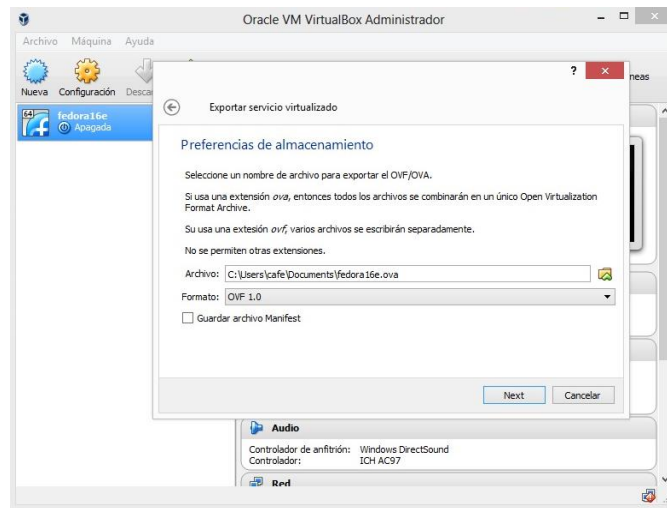 Oracle VM VirtualBox Administrador
Archivo Máquina Ayuda
Nueva Configuración
fedora16e
Apagada
64
Exportar servicio virtualizado
Preferencias de almacenamiento
Seleccione un nombre de archivo para exportar el OVF/OVA.
Si usa una extensión ova, entonces todos los archivos se combinarán en un único Open Virtualization
Format Archive.
Su usa una extesión ovf, varios archivos se escribirán separadamente.
No se permiten otras extensiones.
Archivo: C:\Users\cafe\Documents\fedora16e.ova
Formato: OVF 1.0
Guardar archivo Manifest
Next Cancelar
Audio
Controlador de anfitrión: Windows DirectSound
Controlador: ICH AC97
Red